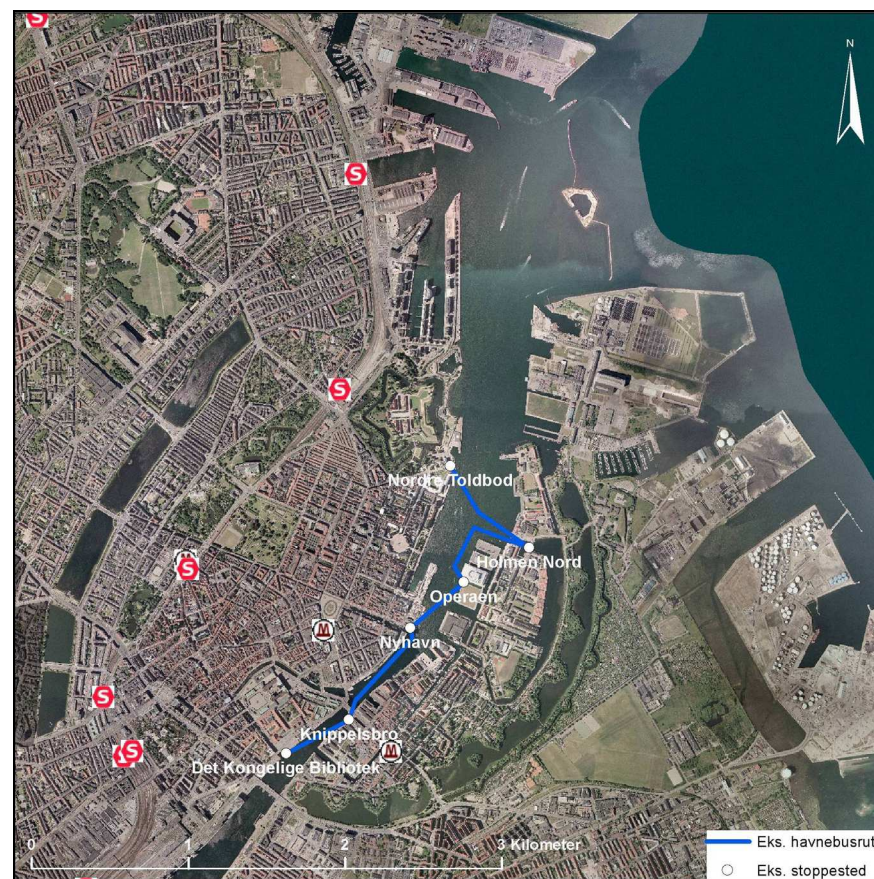 S
N
S
S
Nordre Toldbod
Holmen Nord
S
Operaen
M
Nyhavn
S
Knippelsbro
S
M
Det Kongelige Bibliotek
0
1
2
3 Kilometer
Eks. havnebusrut
Eks. stoppested